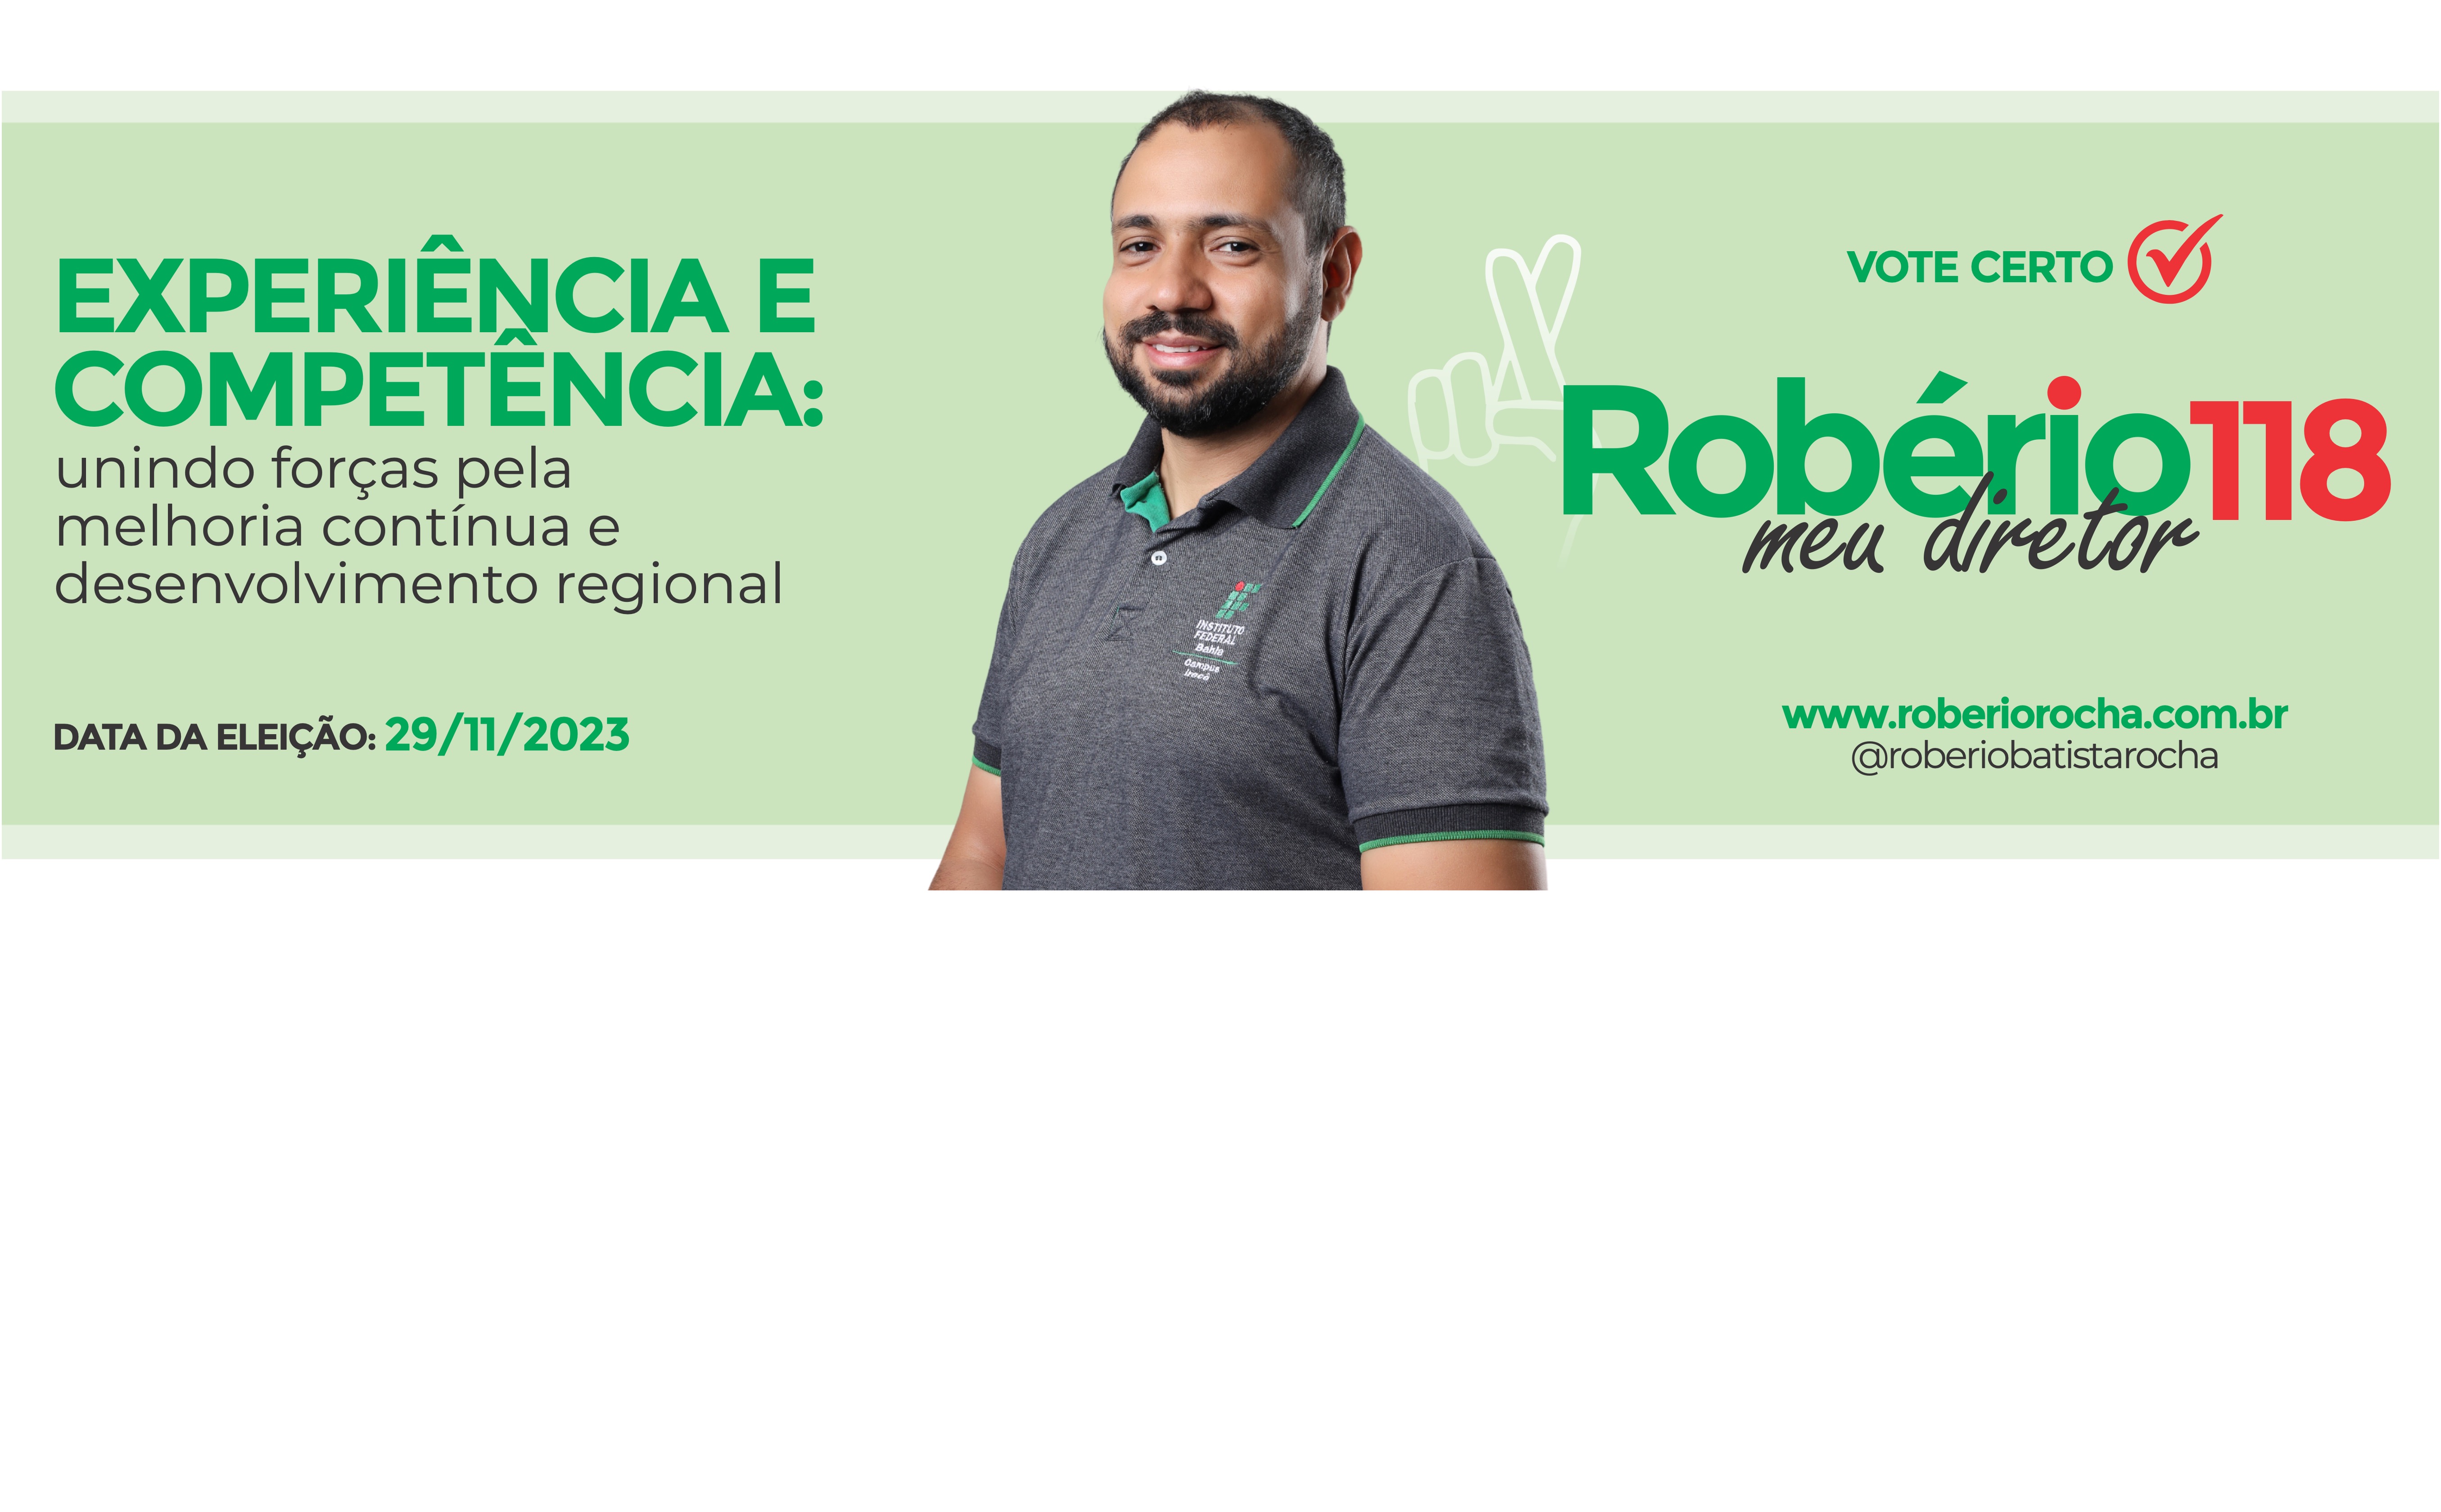 EXPERIÊNCIA E
COMPETÊNCIA:
unindo forças pela
melhoria contínua e
desenvolvimento regional
DATA DA ELEIÇÃO: 29/11/2023
INSTITUTO
FEDERAL
Bahia
Campus
Irecê
VOTE CERTO
Robério118
meu diretor
www.roberiorocha.com.br
@roberiobatistarocha